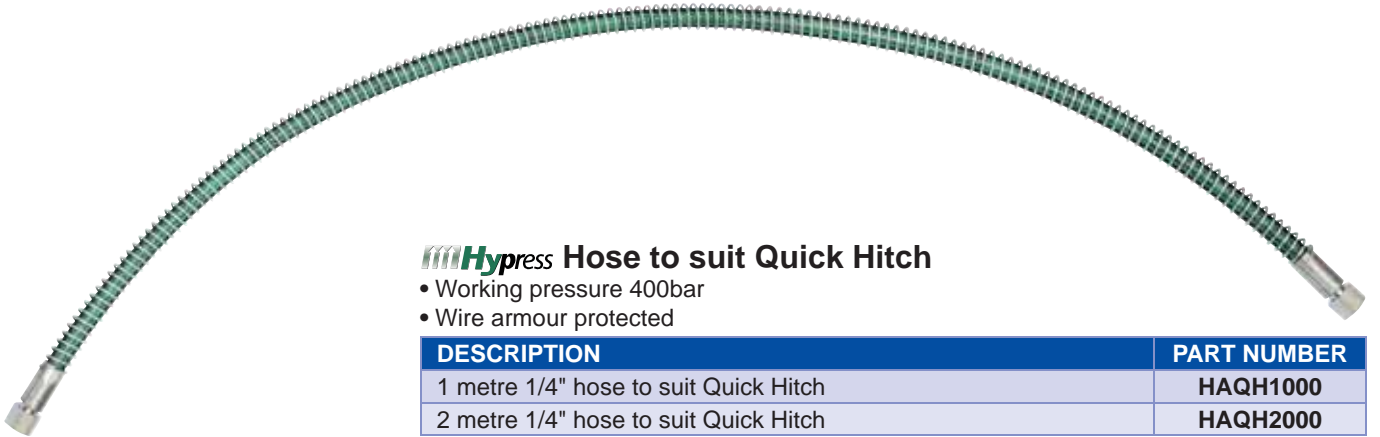 Hypress Hose to suit Quick Hitch
• Working pressure 400bar
• Wire armour protected
DESCRIPTION PART NUMBER
1 metre 1/4" hose to suit Quick Hitch HAQH1000
2 metre 1/4" hose to suit Quick Hitch HAQH2000